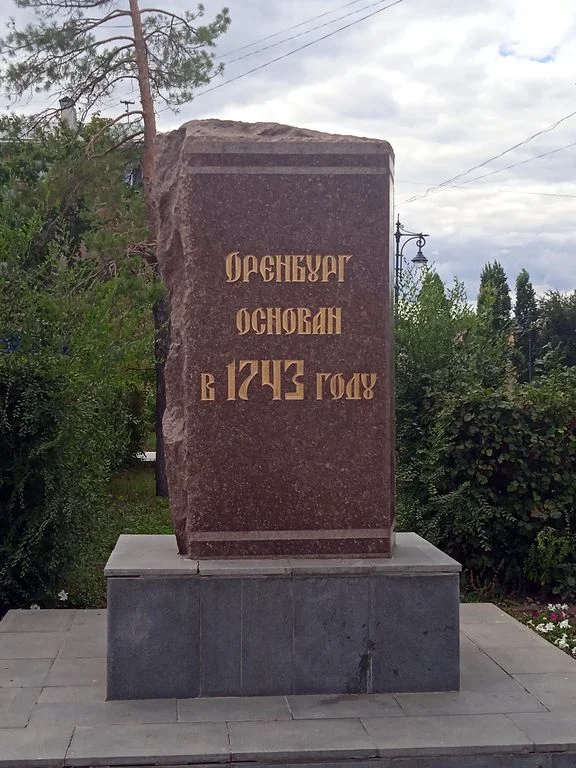 Оренбург
основан
в 1743 году